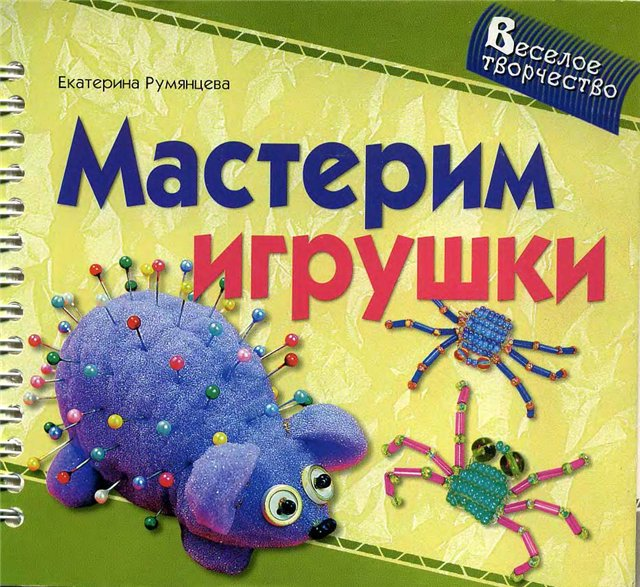 Веселое
творчество
Екатерина Румянцева
Мастерим
игрушки